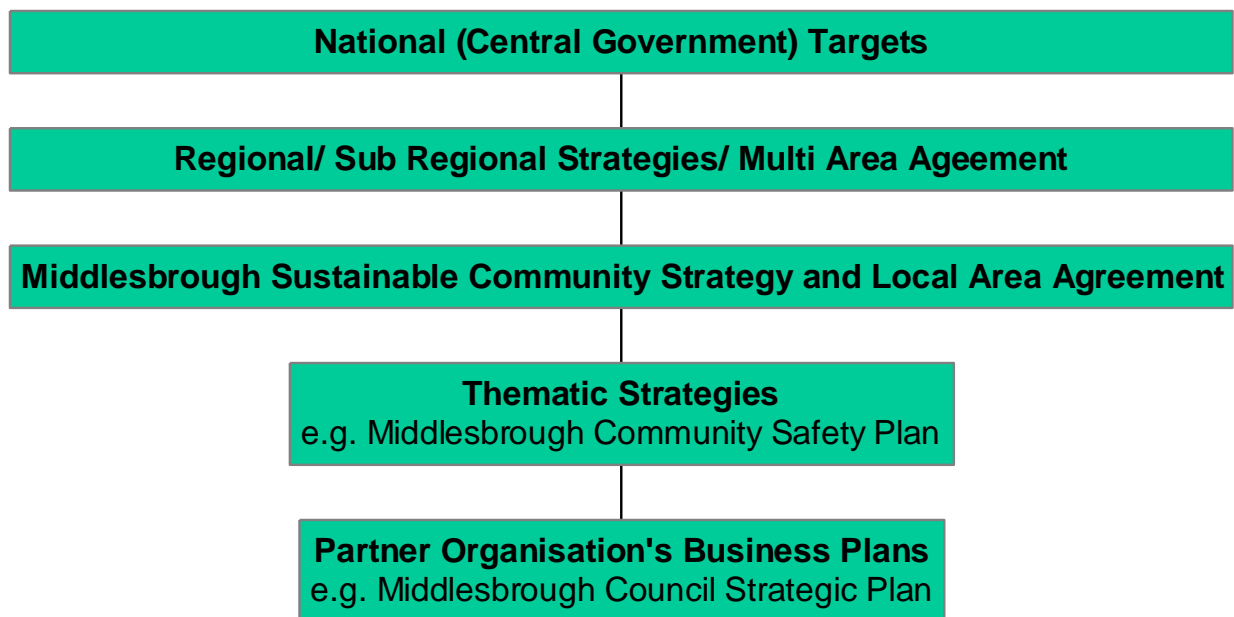 National (Central Government) Targets
Regional/ Sub Regional Strategies/ Multi Area Ageement
Middlesbrough Sustainable Community Strategy and Local Area Agreement
Thematic Strategies
e.g. Middlesbrough Community Safety Plan
Partner Organisation's Business Plans
e.g. Middlesbrough Council Strategic Plan